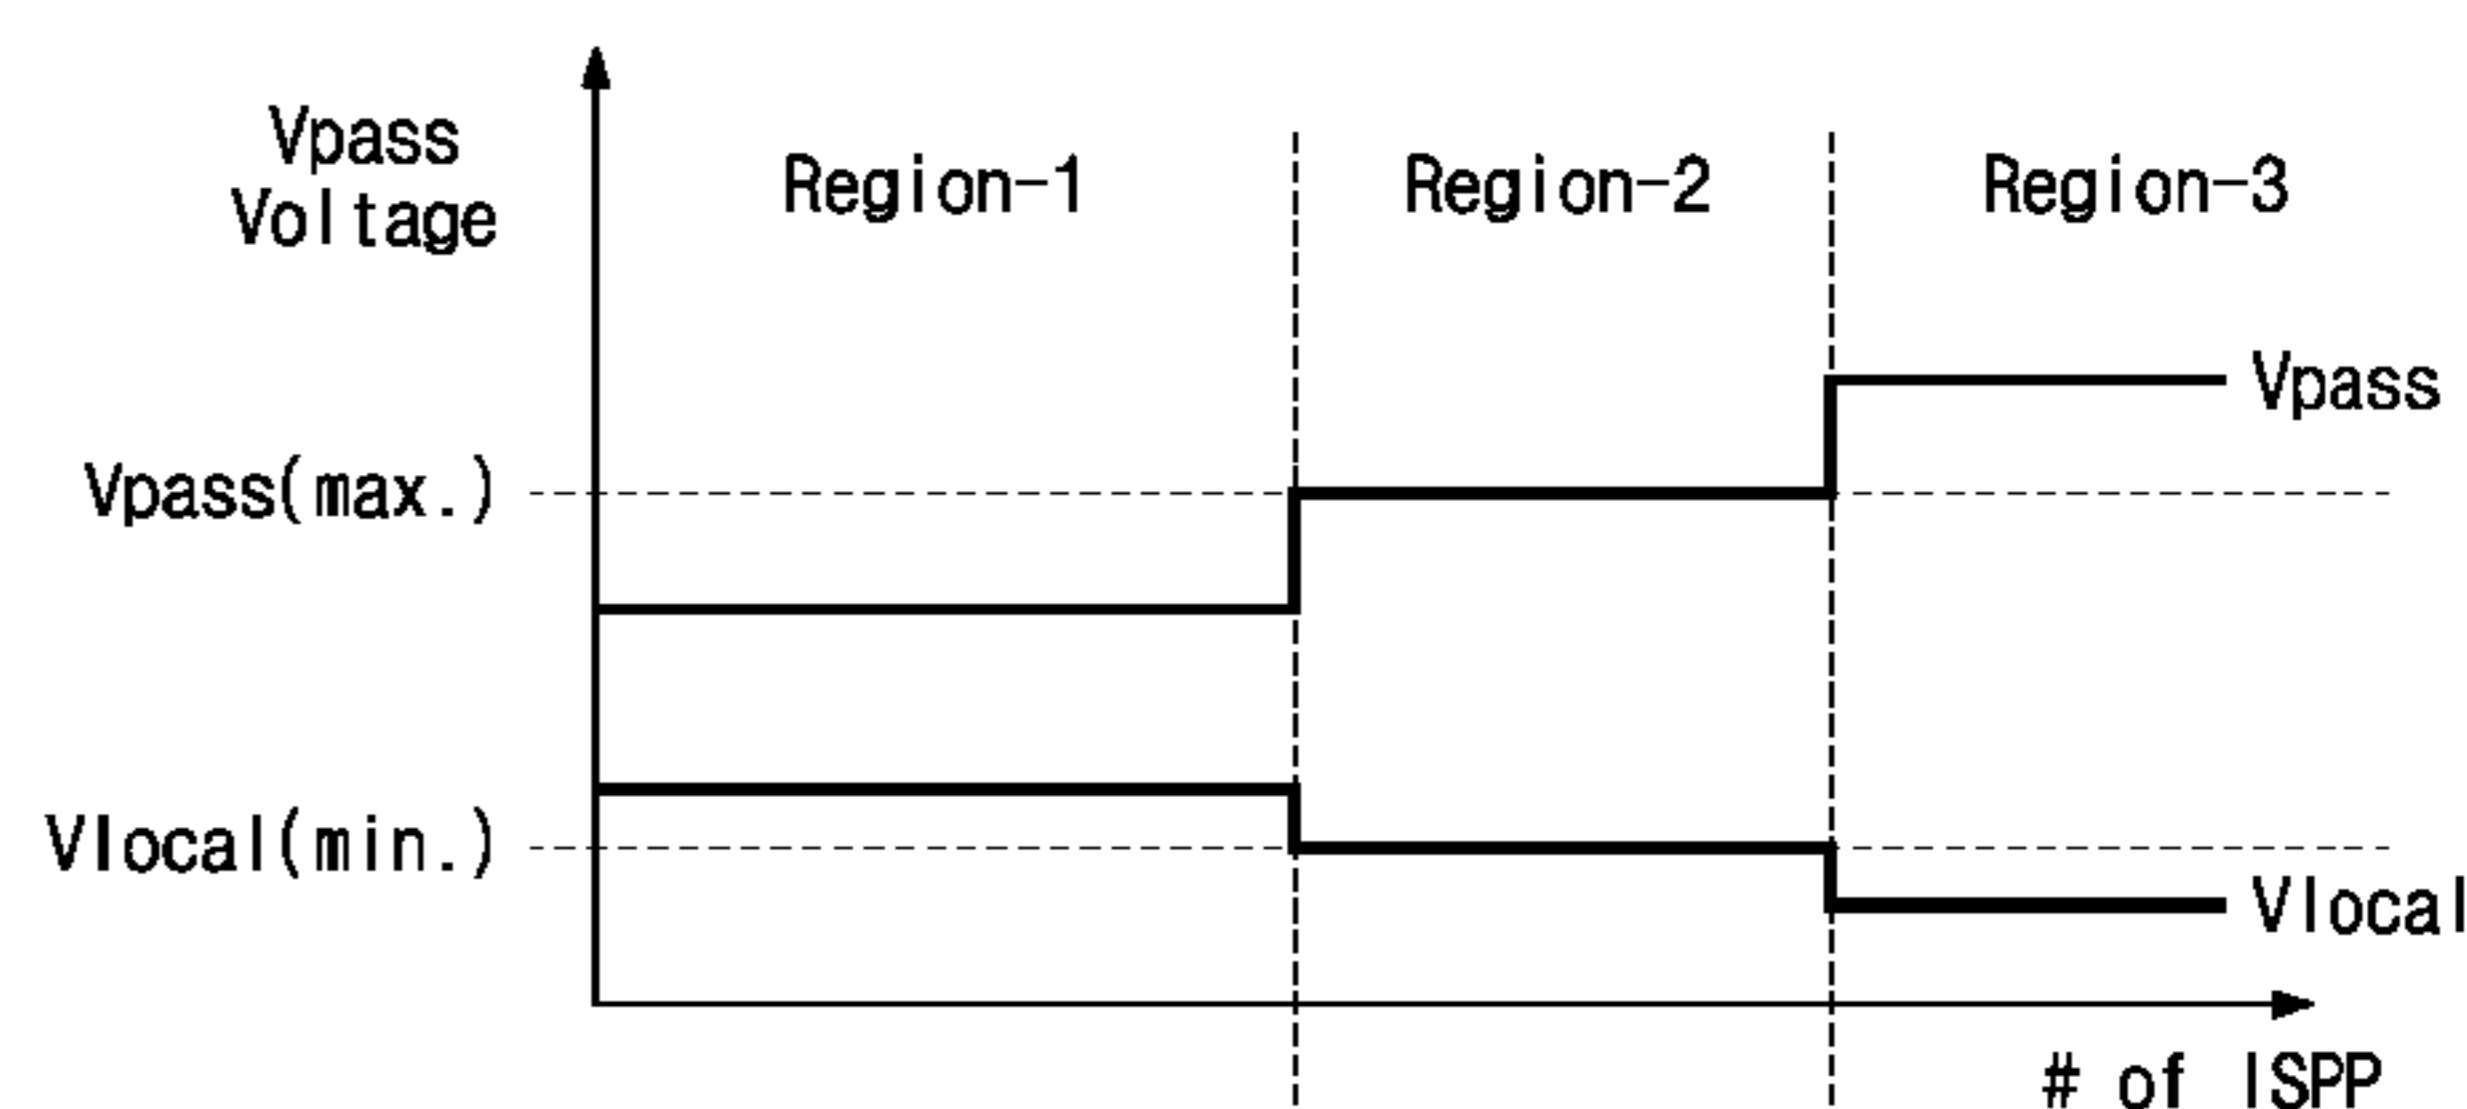 Vpass
Voltage
Region-1
Region-2
Region-3
Vpass
Vpass(max.)
Vlocal(min.)
Vlocal
# of ISPP